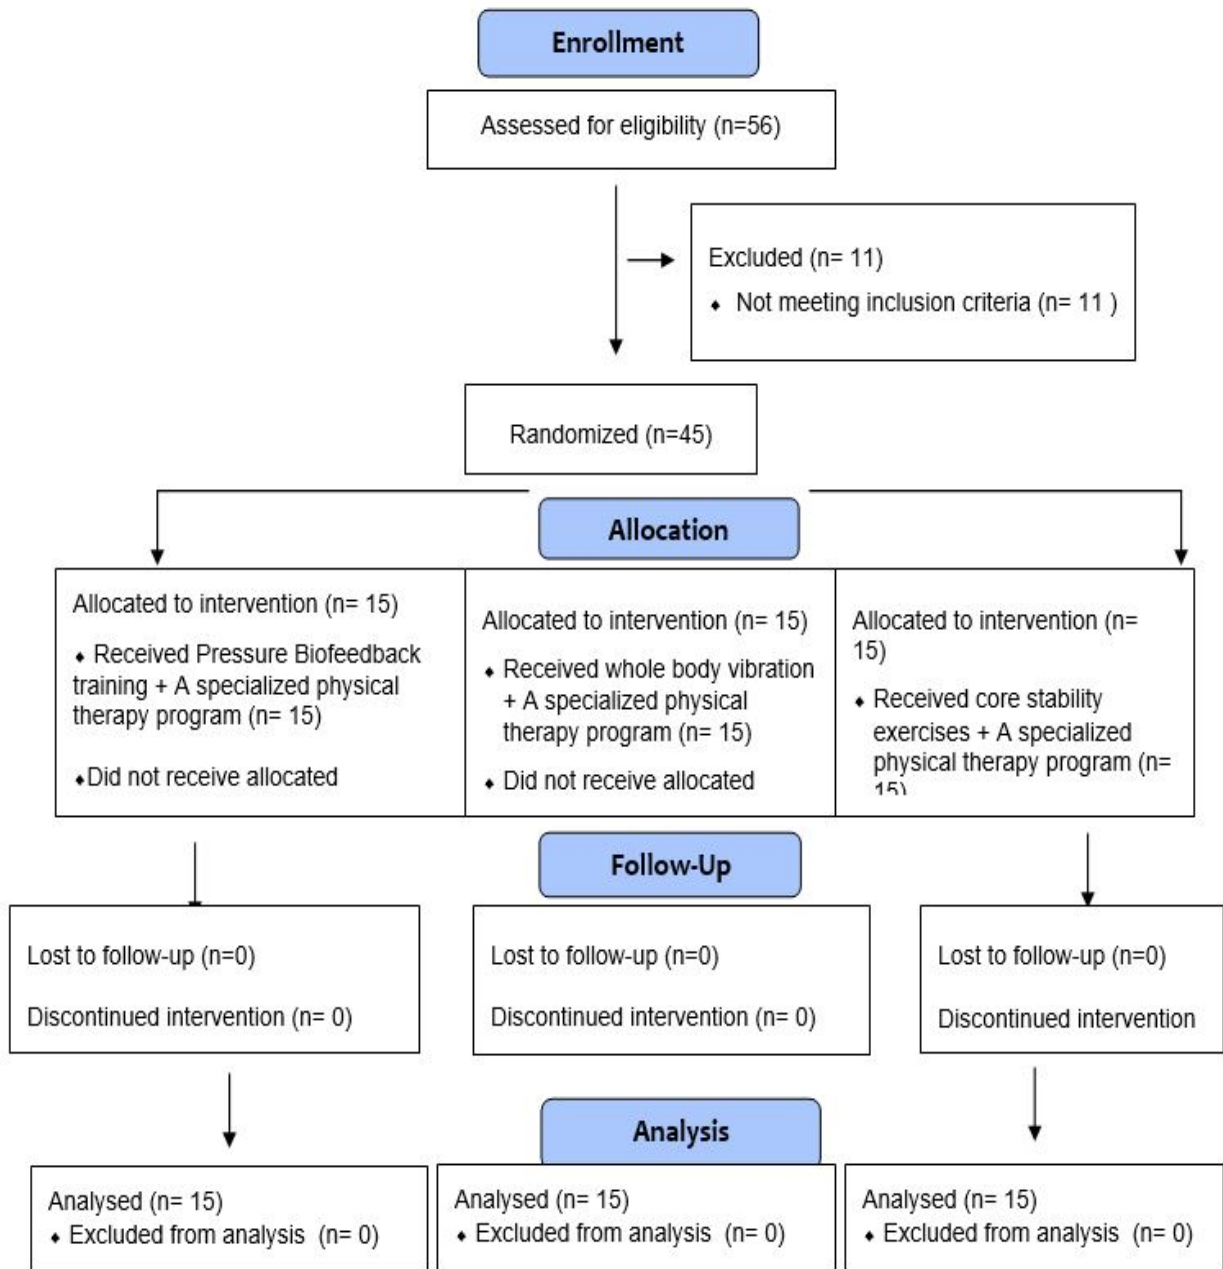 Enrollment
Assessed for eligibility (n=56)
Excluded (n= 11)
⬧ Not meeting inclusion criteria (n= 11 )
Randomized (n=45)
Allocation
Allocated to intervention (n= 15)
⬧ Received Pressure Biofeedback
training + A specialized physical
therapy program (n= 15)
⬧Did not receive allocated
Allocated to intervention (n= 15)
⬧ Received whole body vibration
+ A specialized physical
therapy program (n= 15)
⬧ Did not receive allocated
Allocated to intervention (n=
15)
⬧ Received core stability
exercises + A specialized
physical therapy program (n=
15)
Follow-Up
Lost to follow-up (n=0)
Discontinued intervention (n= 0)
Lost to follow-up (n=0)
Discontinued intervention (n= 0)
Lost to follow-up (n=0)
Discontinued intervention
Analysis
Analysed (n= 15)
⬧ Excluded from analysis (n= 0)
Analysed (n= 15)
⬧ Excluded from analysis (n= 0)
Analysed (n= 15)
⬧ Excluded from analysis (n= 0)